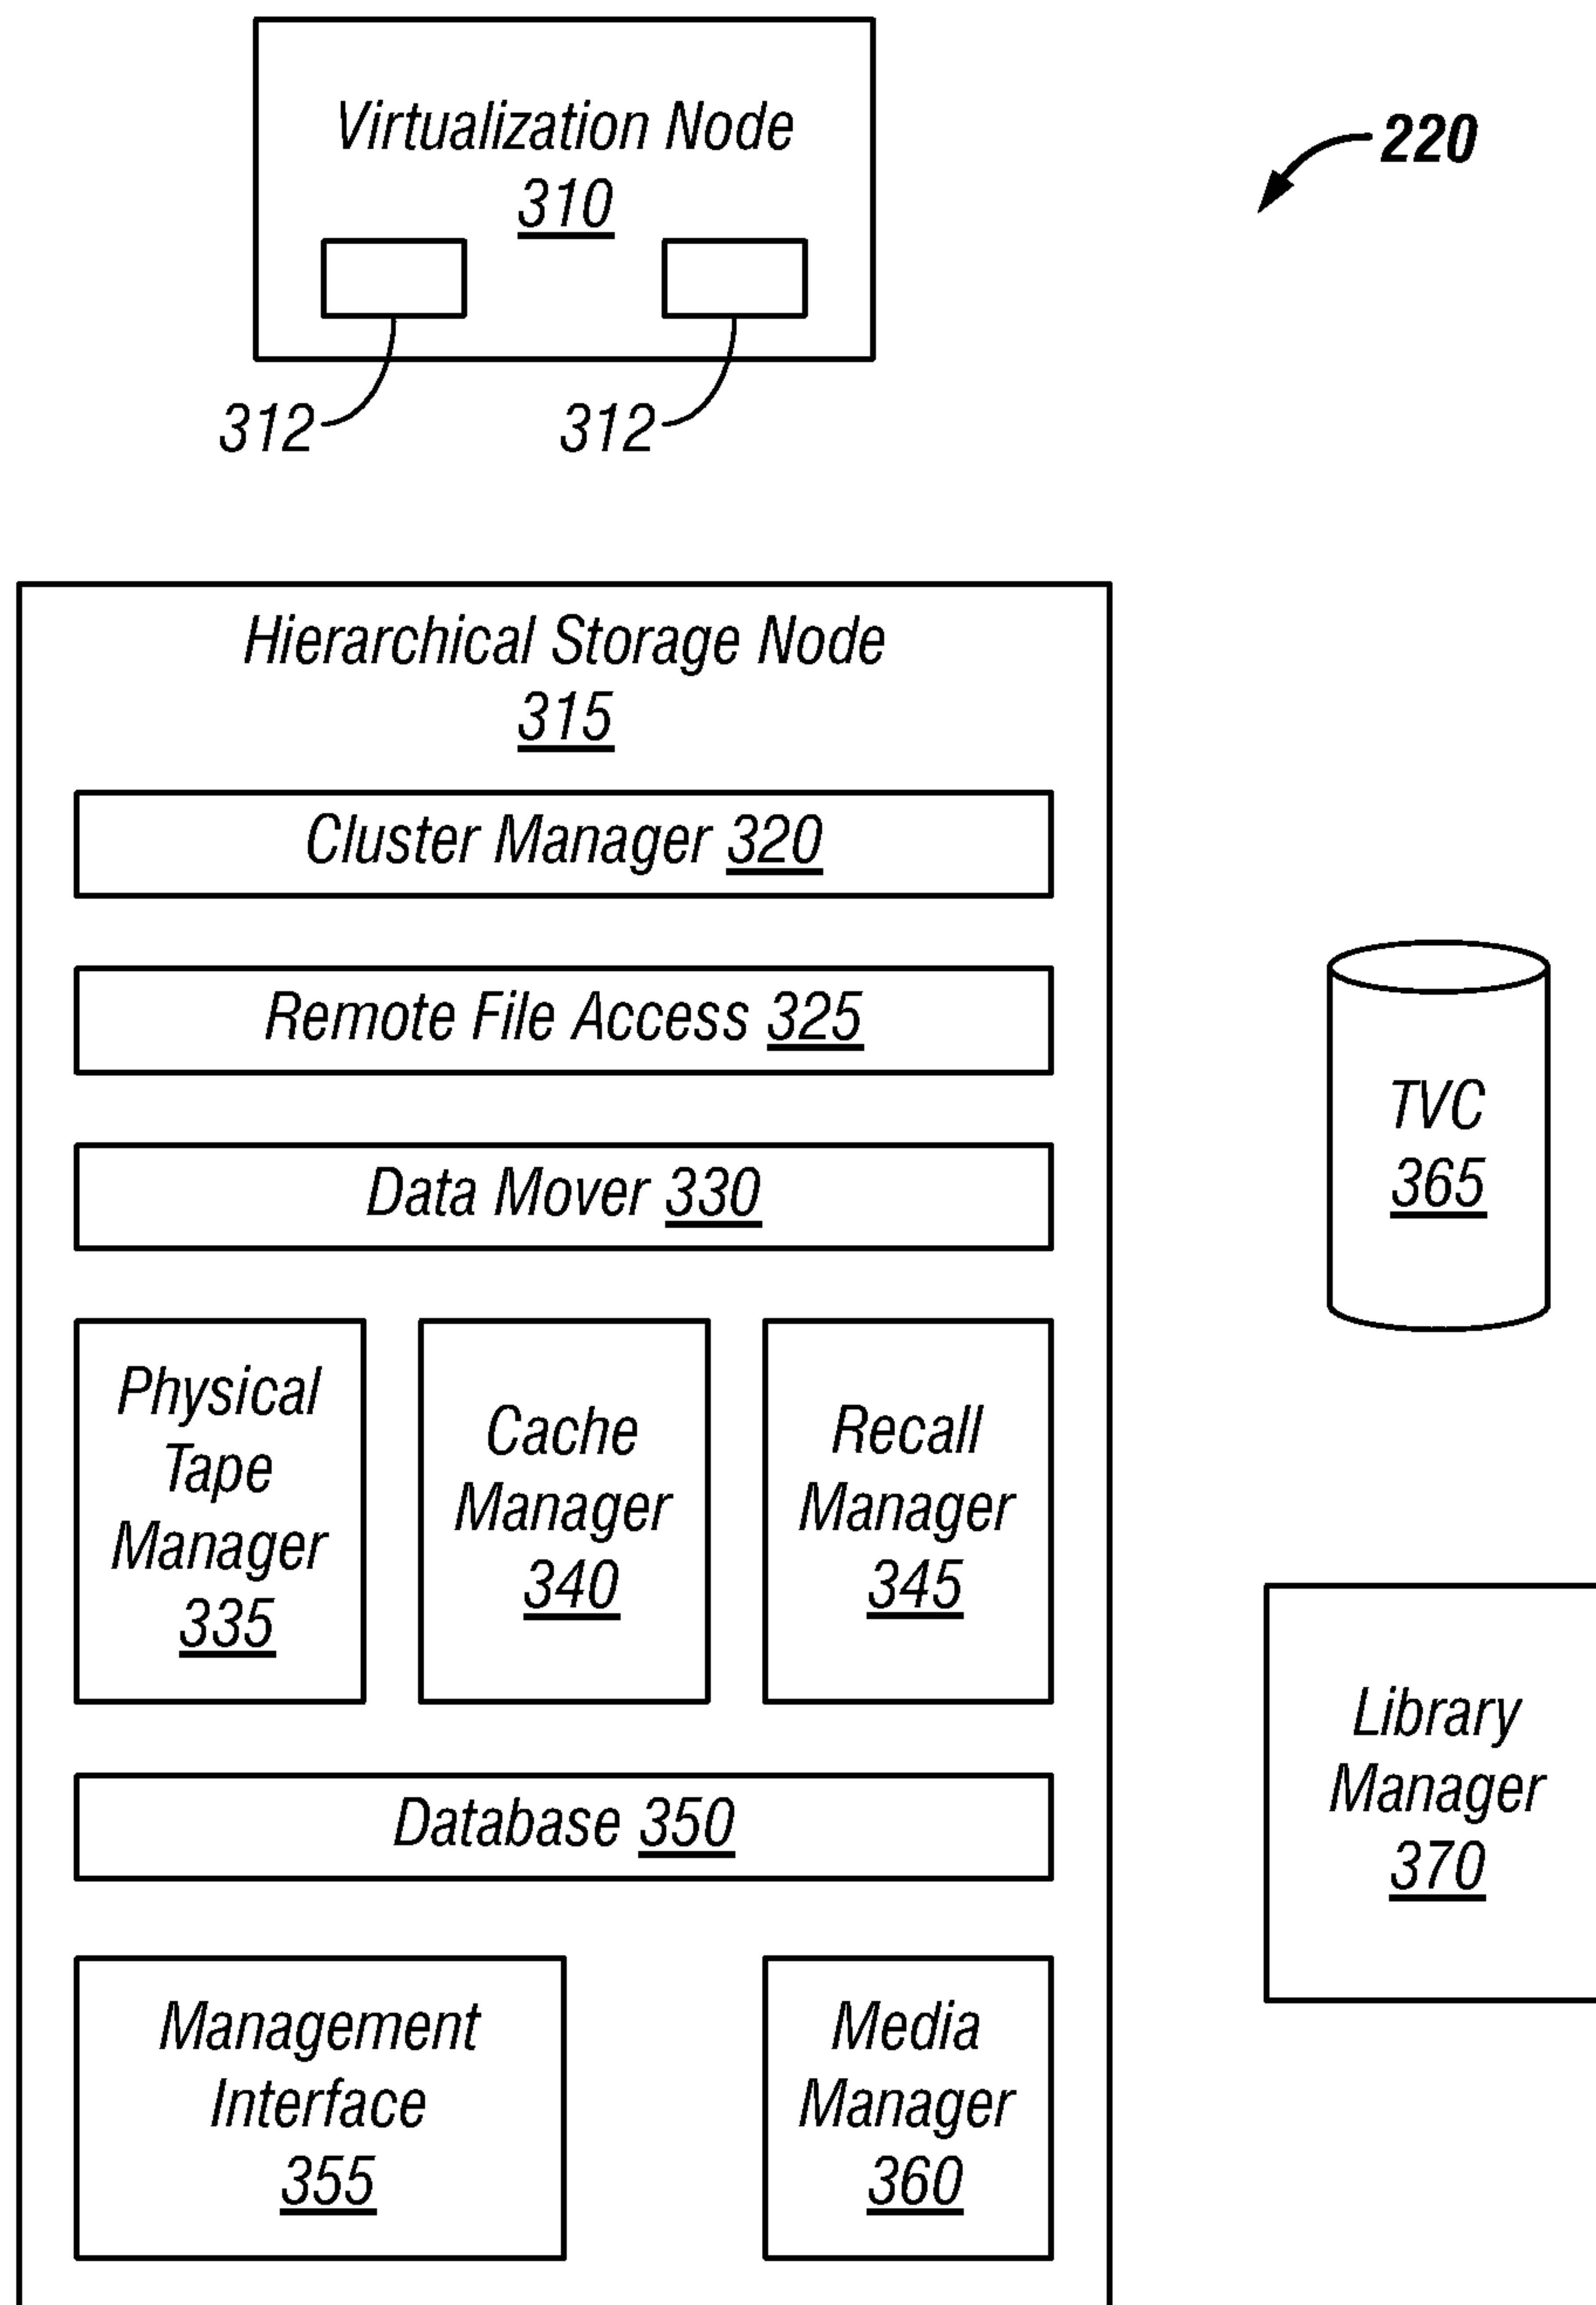 Virtualization Node
310
220
312
312
Hierarchical Storage Node
315
Cluster Manager 320
Remote File Access 325
Data Mover 330
TVC
365
Physical
Tape
Manager
335
Cache
Manager
340
Recall
Manager
345
Library
Manager
370
Database 350
Management
Interface
355
Media
Manager
360